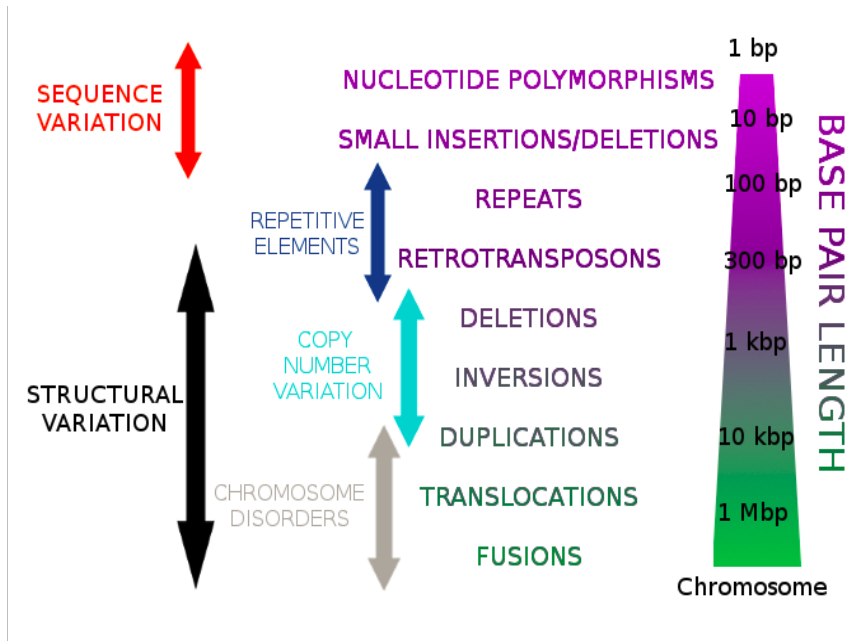 SEQUENCE
VARIATION
STRUCTURAL
VARIATION
REPETITIVE
ELEMENTS
COPY
NUMBER
VARIATION
CHROMOSOME
DISORDERS
NUCLEOTIDE POLYMORPHISMS
SMALL INSERTIONS/DELETIONS
REPEATS
RETROTRANSPOSONS
DELETIONS
INVERSIONS
DUPLICATIONS
TRANSLOCATIONS
FUSIONS
1 bp
10 bp
100 bp
300 bp
1 kbp
10 kbp
1 Mbp
Chromosome
BASE PAIR LENGTH